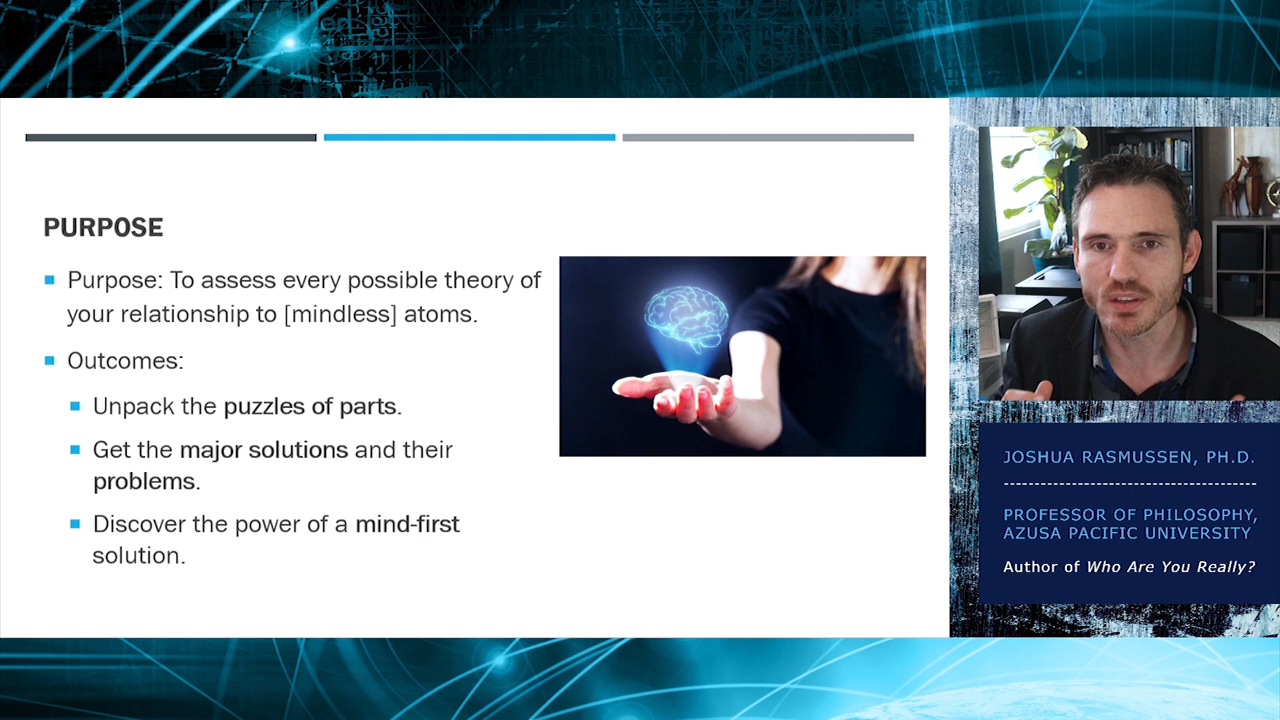 PURPOSE
Purpose: To assess every possible theory of
your relationship to [mindless] atoms.
Outcomes:
Unpack the puzzles of parts.
Get the major solutions and their
problems.
Discover the power of a mind-first
solution.
JOSHUA RASMUSSEN, PH.D.
--------------------------------------------
PROFESSOR OF PHILOSOPHY,
AZUSA PACIFIC UNIVERSITY
Author of Who Are You Really?